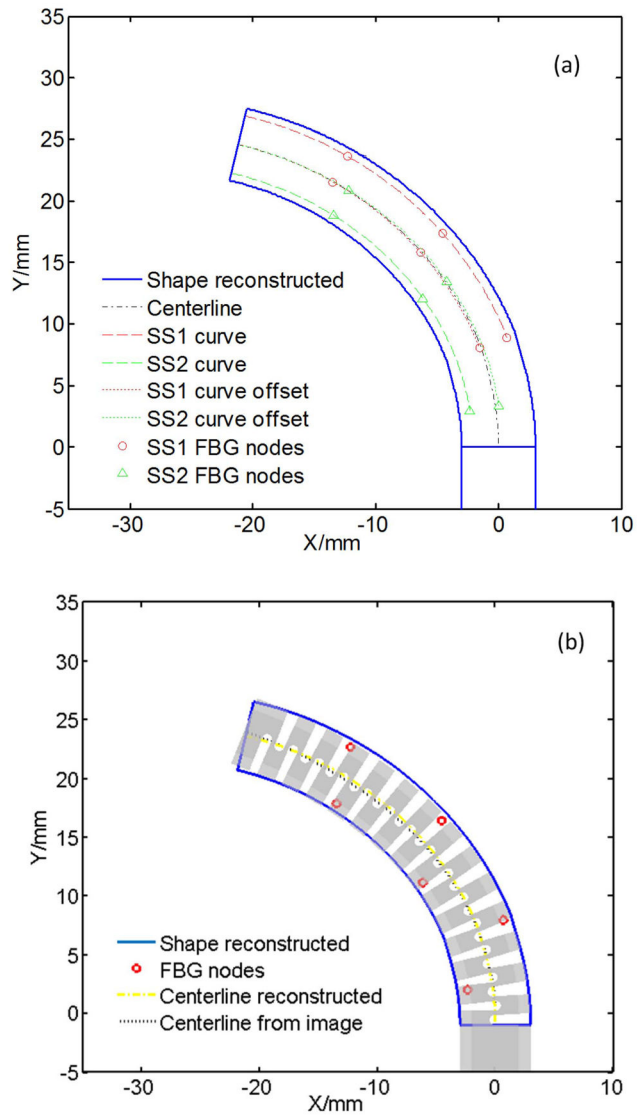 35
(a)
30
25
20
Y/mm
15
Shape reconstructed
10
Centerline
SS1 curve
5
SS2 curve
SS1 curve offset
SS2 curve offset
0
SS1 FBG nodes
SS2 FBG nodes
-5
-30 -20 -10 0 10
X/mm
35
(b)
30
25
20
Y/mm
15
10
5
Shape reconstructed
FBG nodes
0
Centerline reconstructed
Centerline from image
-5
-30 -20 -10 0 10
X/mm